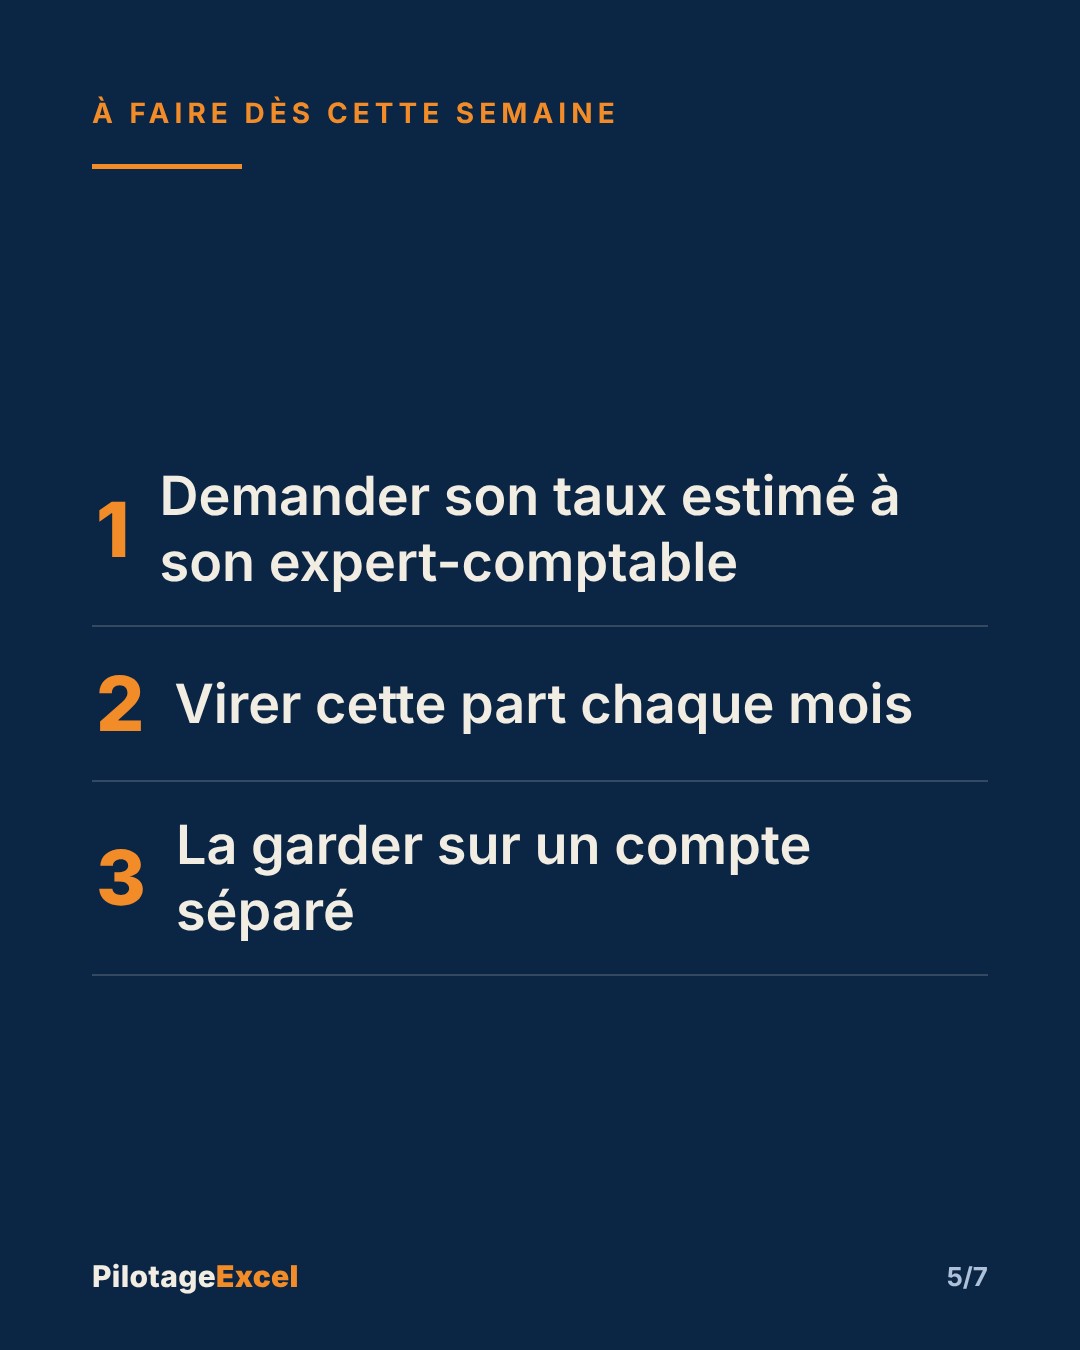 À FAIRE DÈS CETTE SEMAINE
1 Demander son taux estimé à
son expert-comptable
2 Virer cette part chaque mois
3 La garder sur un compte
séparé
PilotageExcel
5/7